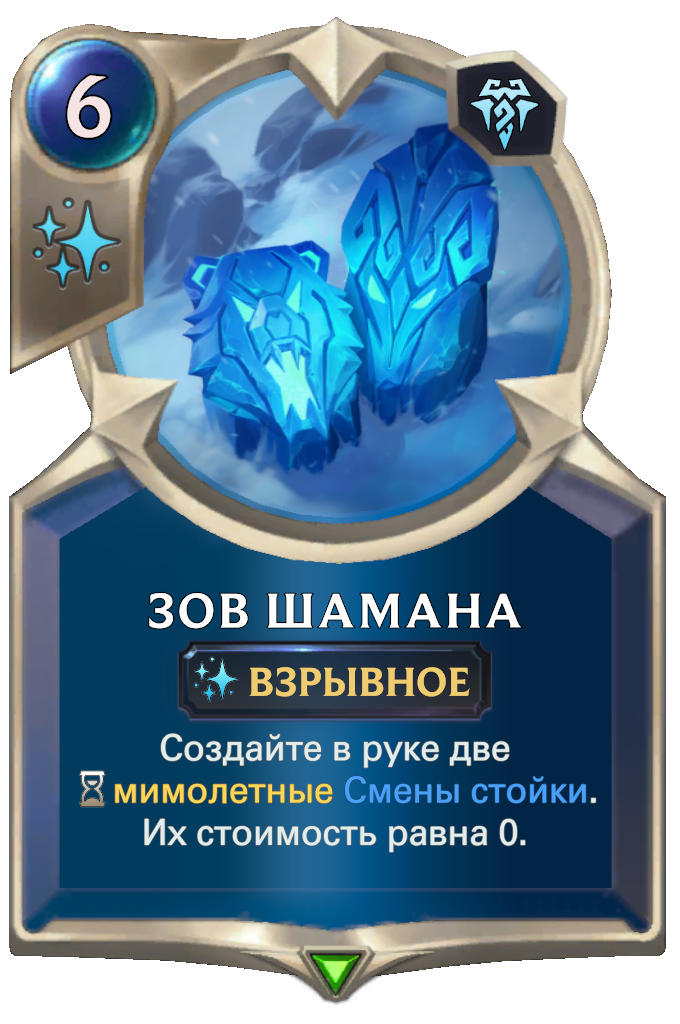 6
ЗОВ ШАМАНА
ВЗРЫВНОЕ
Создайте в руке две
мимолетные Смены стойки.
Их стоимость равна 0.